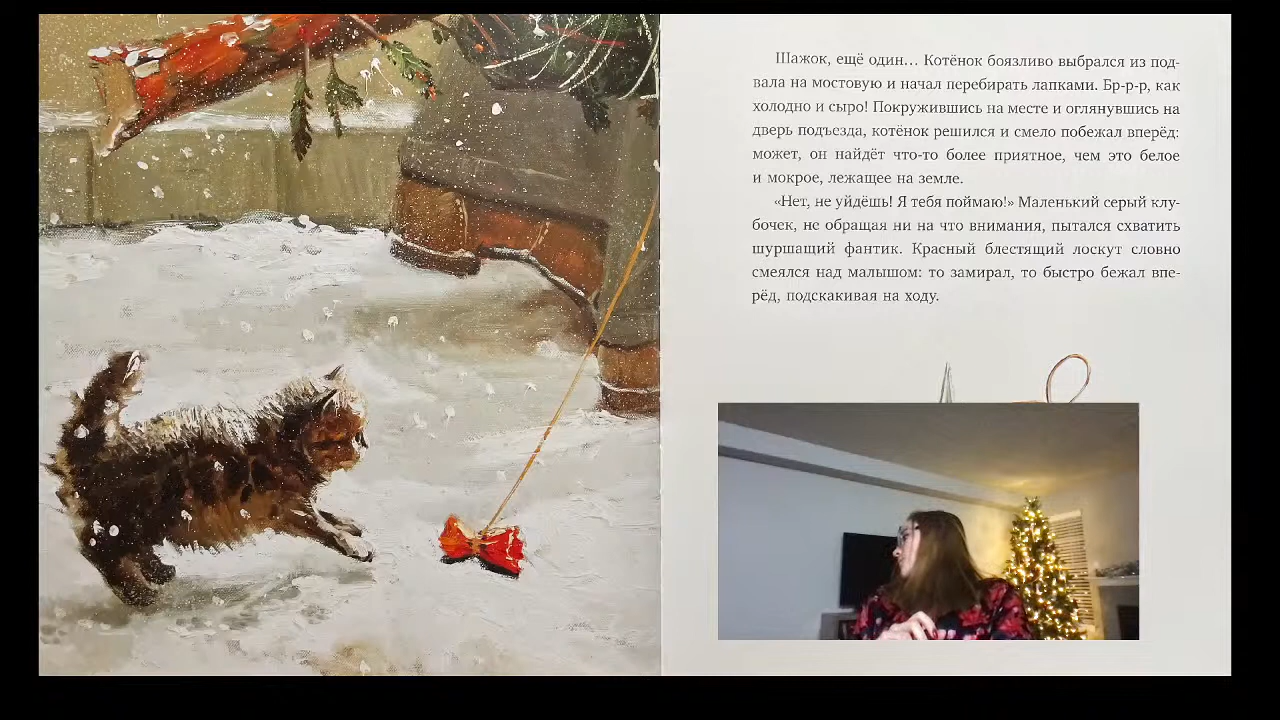 Шажок, ещё один… Котёнок боязливо выбрался из под-
вала на мостовую и начал перебирать лапками. Бр-р-р, как
холодно и сыро! Покружившись на месте и оглянувшись на
дверь подъезда, котёнок решился и смело побежал вперёд:
может, он найдёт что-то более приятное, чем это белое
и мокрое, лежащее на земле.
«Нет, не уйдёшь! Я тебя поймаю!» Маленький серый клу-
бочек, не обращая ни на что внимания, пытался схватить
шуршащий фантик. Красный блестящий лоскут словно
смеялся над малышом: то замирал, то быстро бежал впе-
рёд, подскакивая на ходу.